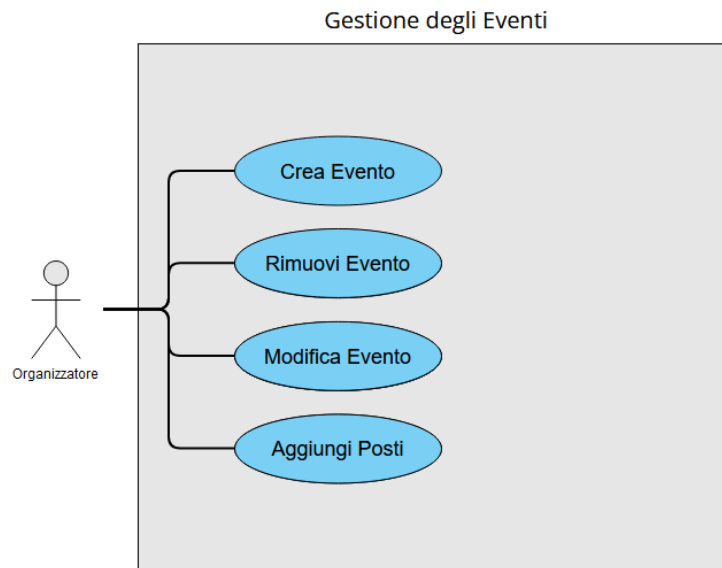 Gestione degli Eventi
Crea Evento
Rimuovi Evento
Modifica Evento
Organizzatore
Aggiungi Posti